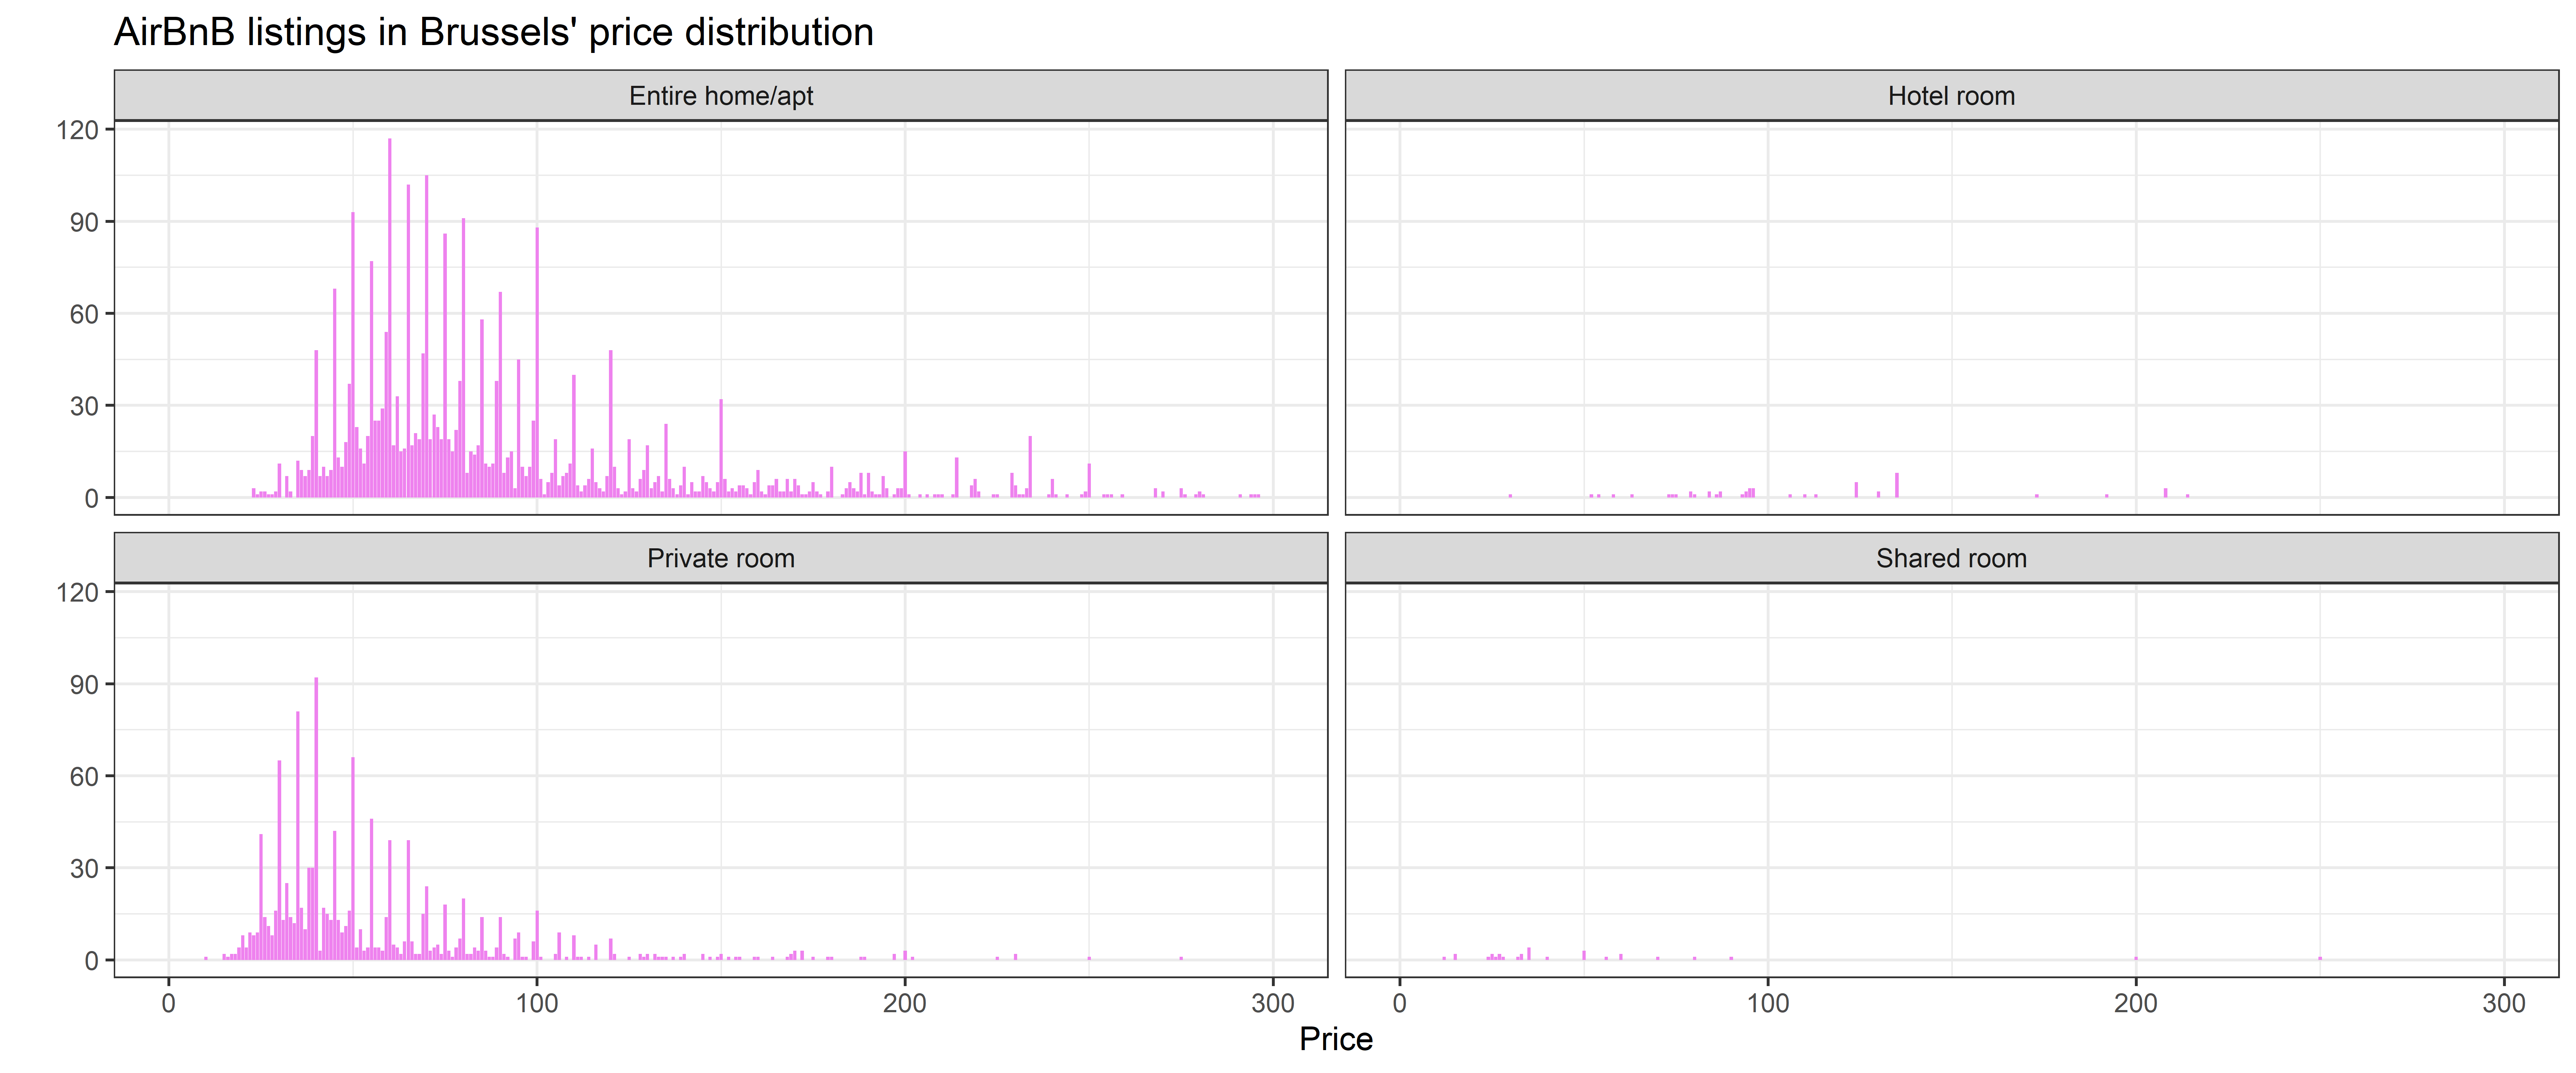 AirBnB listings in Brussels' price distribution
Entire home/apt
Hotel room
120
90
60
30
0
Private room
Shared room
120
90
60
30
0
0 100 200 300 0 100 200 300
Price